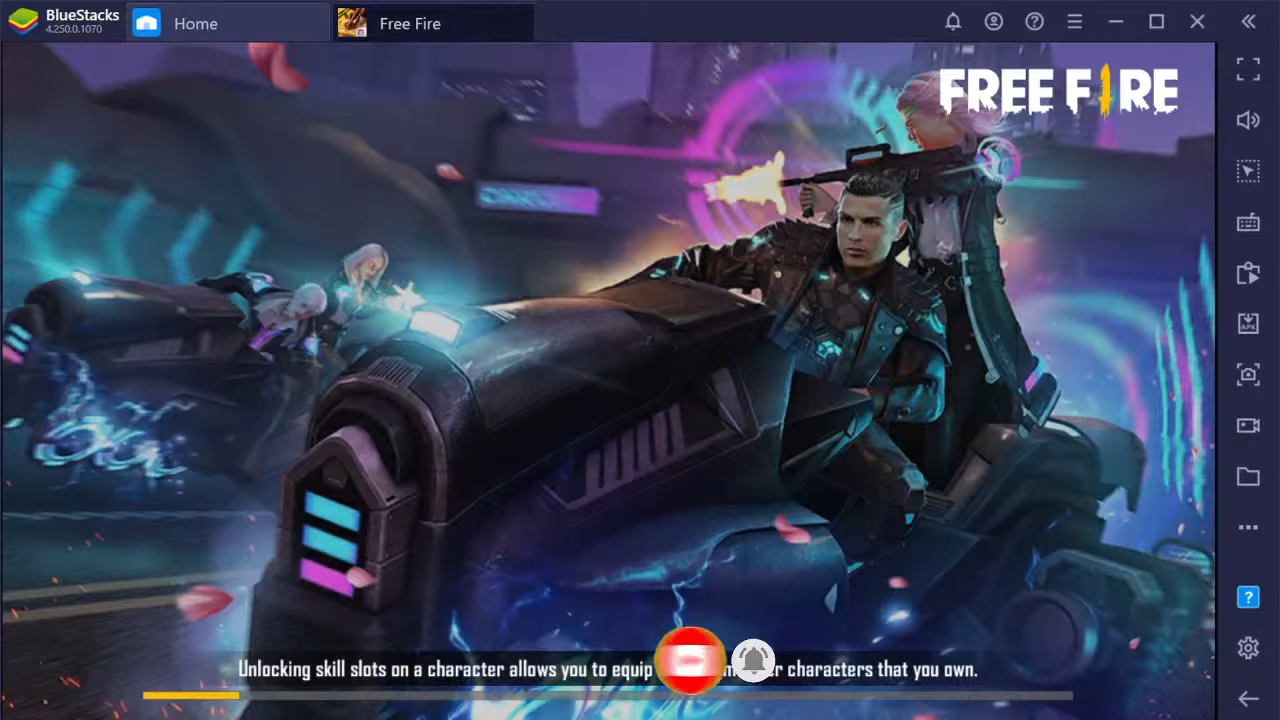 BlueStacks
4.250.0.1070
Home
Free Fire
FREE FIRE
APK
?
Unlocking skill slots on a character allows you to equip
characters that you own.